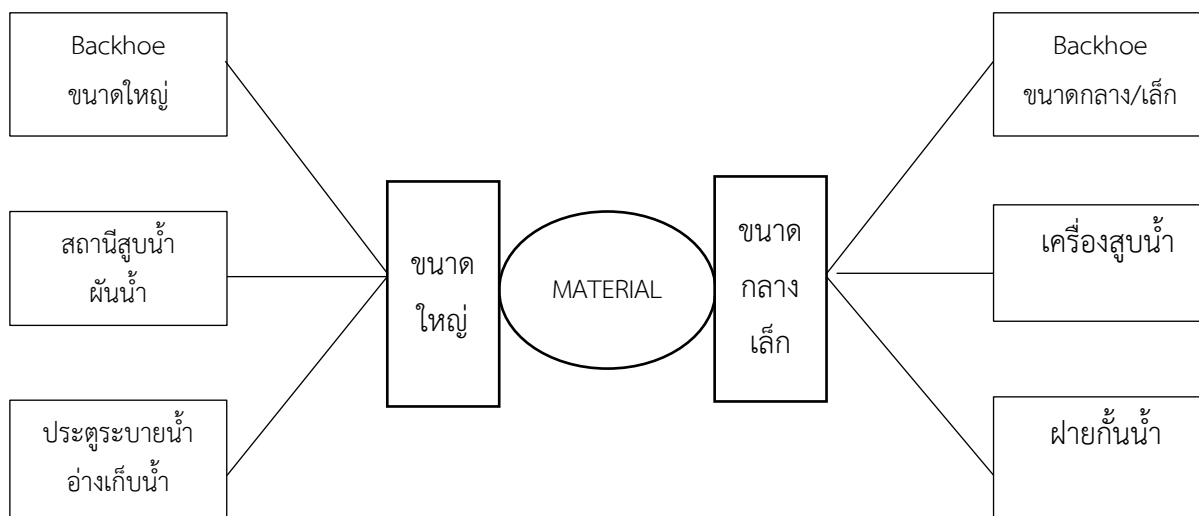 Backhoe
ขนาดใหญ่
สถานีสูบน้ำ
ผันน้ำ
ประตูระบายน้ำ
อ่างเก็บน้ำ
ขนาด
ใหญ่
MATERIAL
ขนาด
กลาง
เล็ก
Backhoe
ขนาดกลาง/เล็ก
เครื่องสูบน้ำ
ฝายกั้นน้ำ